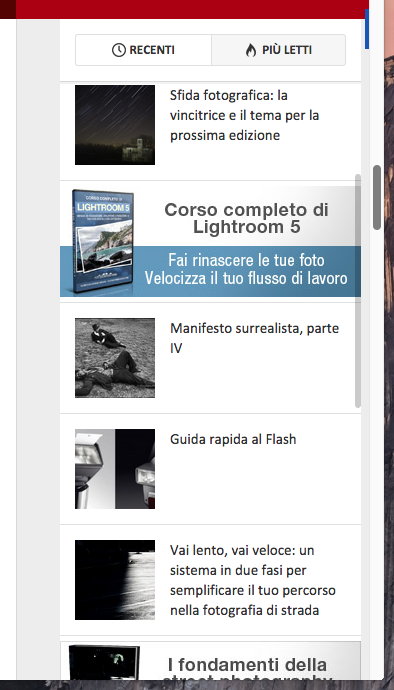 RECENTI
PIÙ LETTI
Sfida fotografica: la
vincitrice e il tema per la
prossima edizione
CORSO COMPLETO DI
LIGHTROOM 5
Corso completo di
Lightroom 5
Fai rinascere le tue foto
Velocizza il tuo flusso di lavoro
Manifesto surrealista, parte
IV
Guida rapida al Flash
Vai lento, vai veloce: un
sistema in due fasi per
semplificare il tuo percorso
nella fotografia di strada
I fondamenti della
street photography